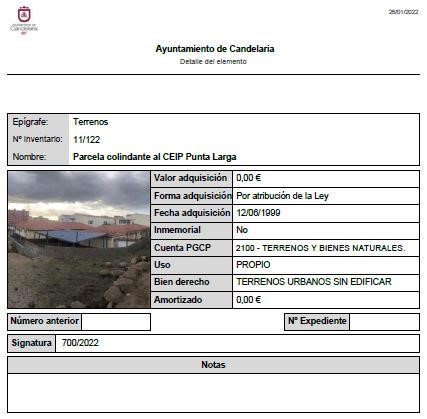 AYUNTAMIENTO DE
Candelaria
25/01/2022
Ayuntamiento de Candelaria
Detalle del elemento
Epígrafe: Terrenos
Nº Inventario: 11/122
Nombre: Parcela colindante al CEIP Punta Larga
Valor adquisición 0,00 €
Forma adquisición Por atribución de la Ley
Fecha adquisición 12/06/1999
Inmemorial No
Cuenta PGCP 2100 - TERRENOS Y BIENES NATURALES.
Uso PROPIO
Bien derecho TERRENOS URBANOS SIN EDIFICAR
Amortizado 0,00 €
Número anterior Nº Expediente
Signatura 700/2022
Notas